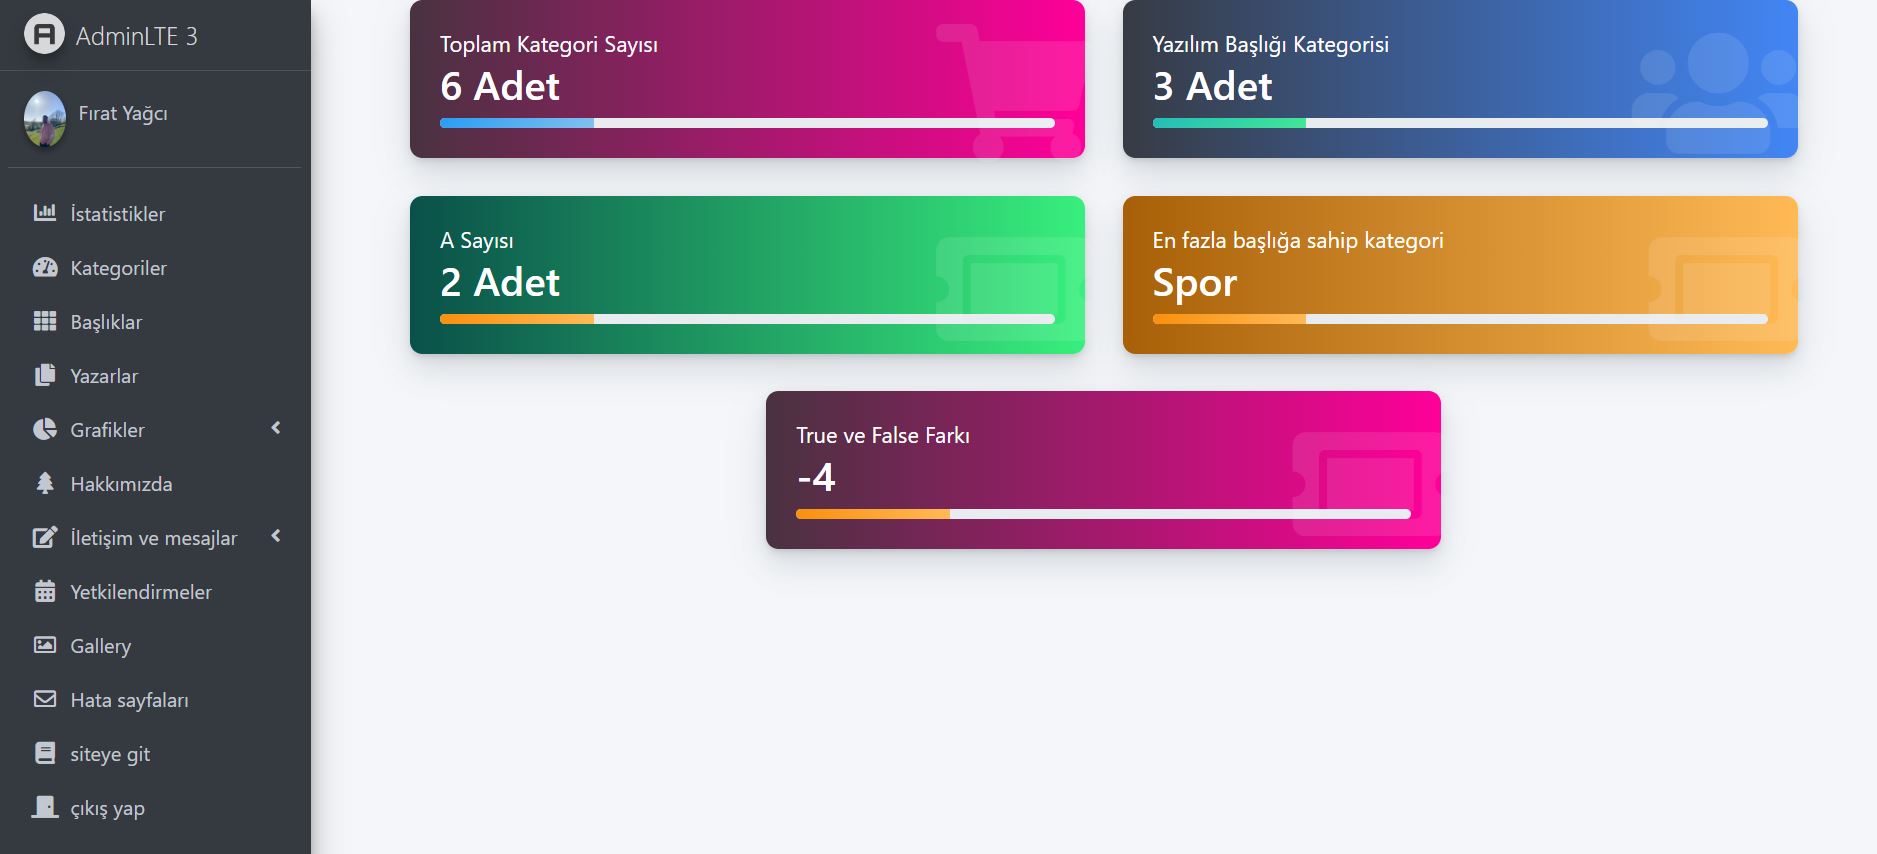 AdminLTE 3
Fırat Yağcı
İstatistikler
Kategoriler
Başlıklar
Yazarlar
Grafikler
Hakkımızda
İletişim ve mesajlar
Yetkilendirmeler
Gallery
Hata sayfaları
siteye git
çıkış yap
Toplam Kategori Sayısı
6 Adet
Yazılım Başlığı Kategorisi
3 Adet
A Sayısı
2 Adet
En fazla başlığa sahip kategori
Spor
True ve False Farkı
-4